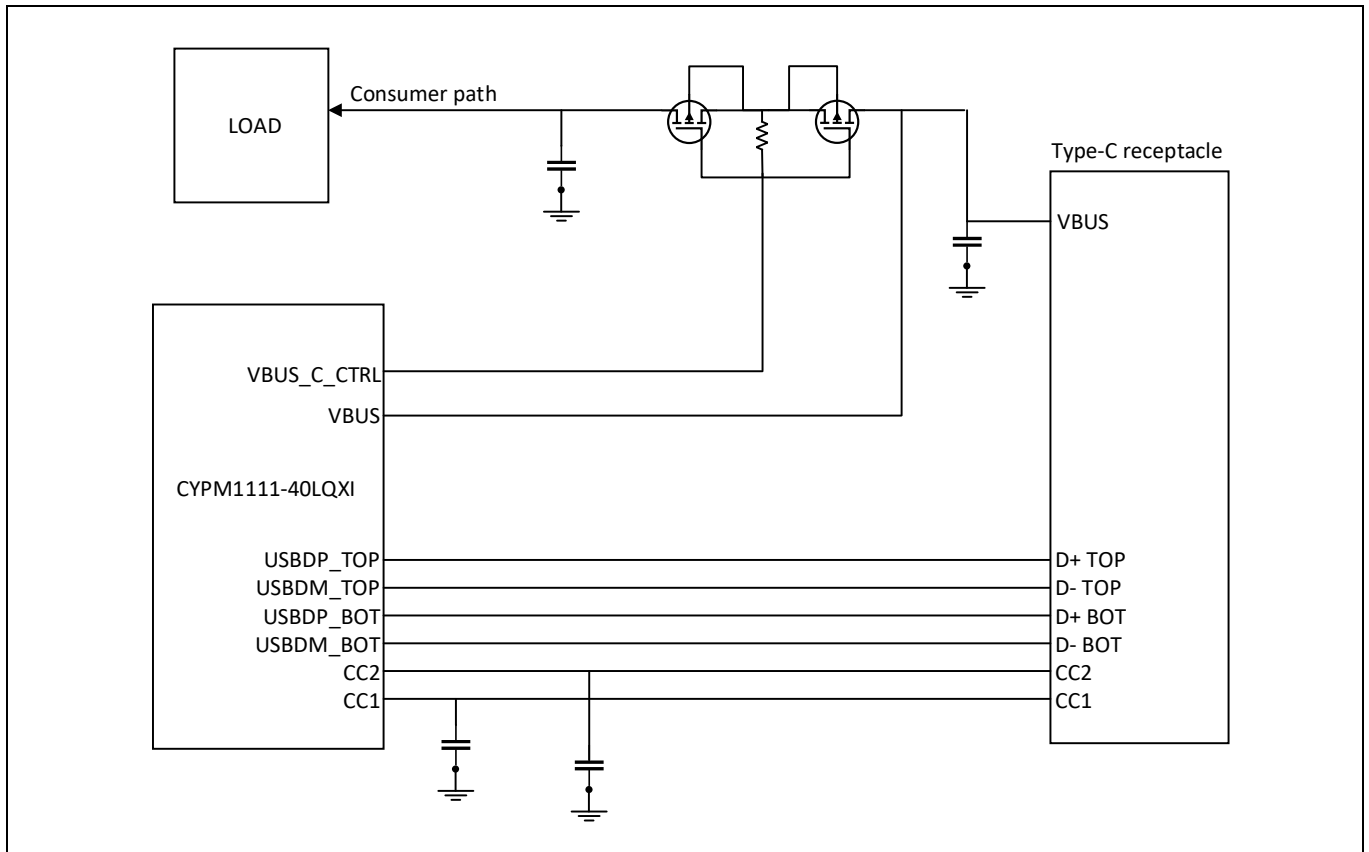 Consumer path
LOAD
Type-C receptacle
VBUS
VBUS_C_CTRL
VBUS
CYPM1111-40LQXI
USBDP_TOP
D+ TOP
USBDM_TOP
D- TOP
USBDP_BOT
D+ BOT
USBDM_BOT
D- BOT
CC2
CC2
CC1
CC1